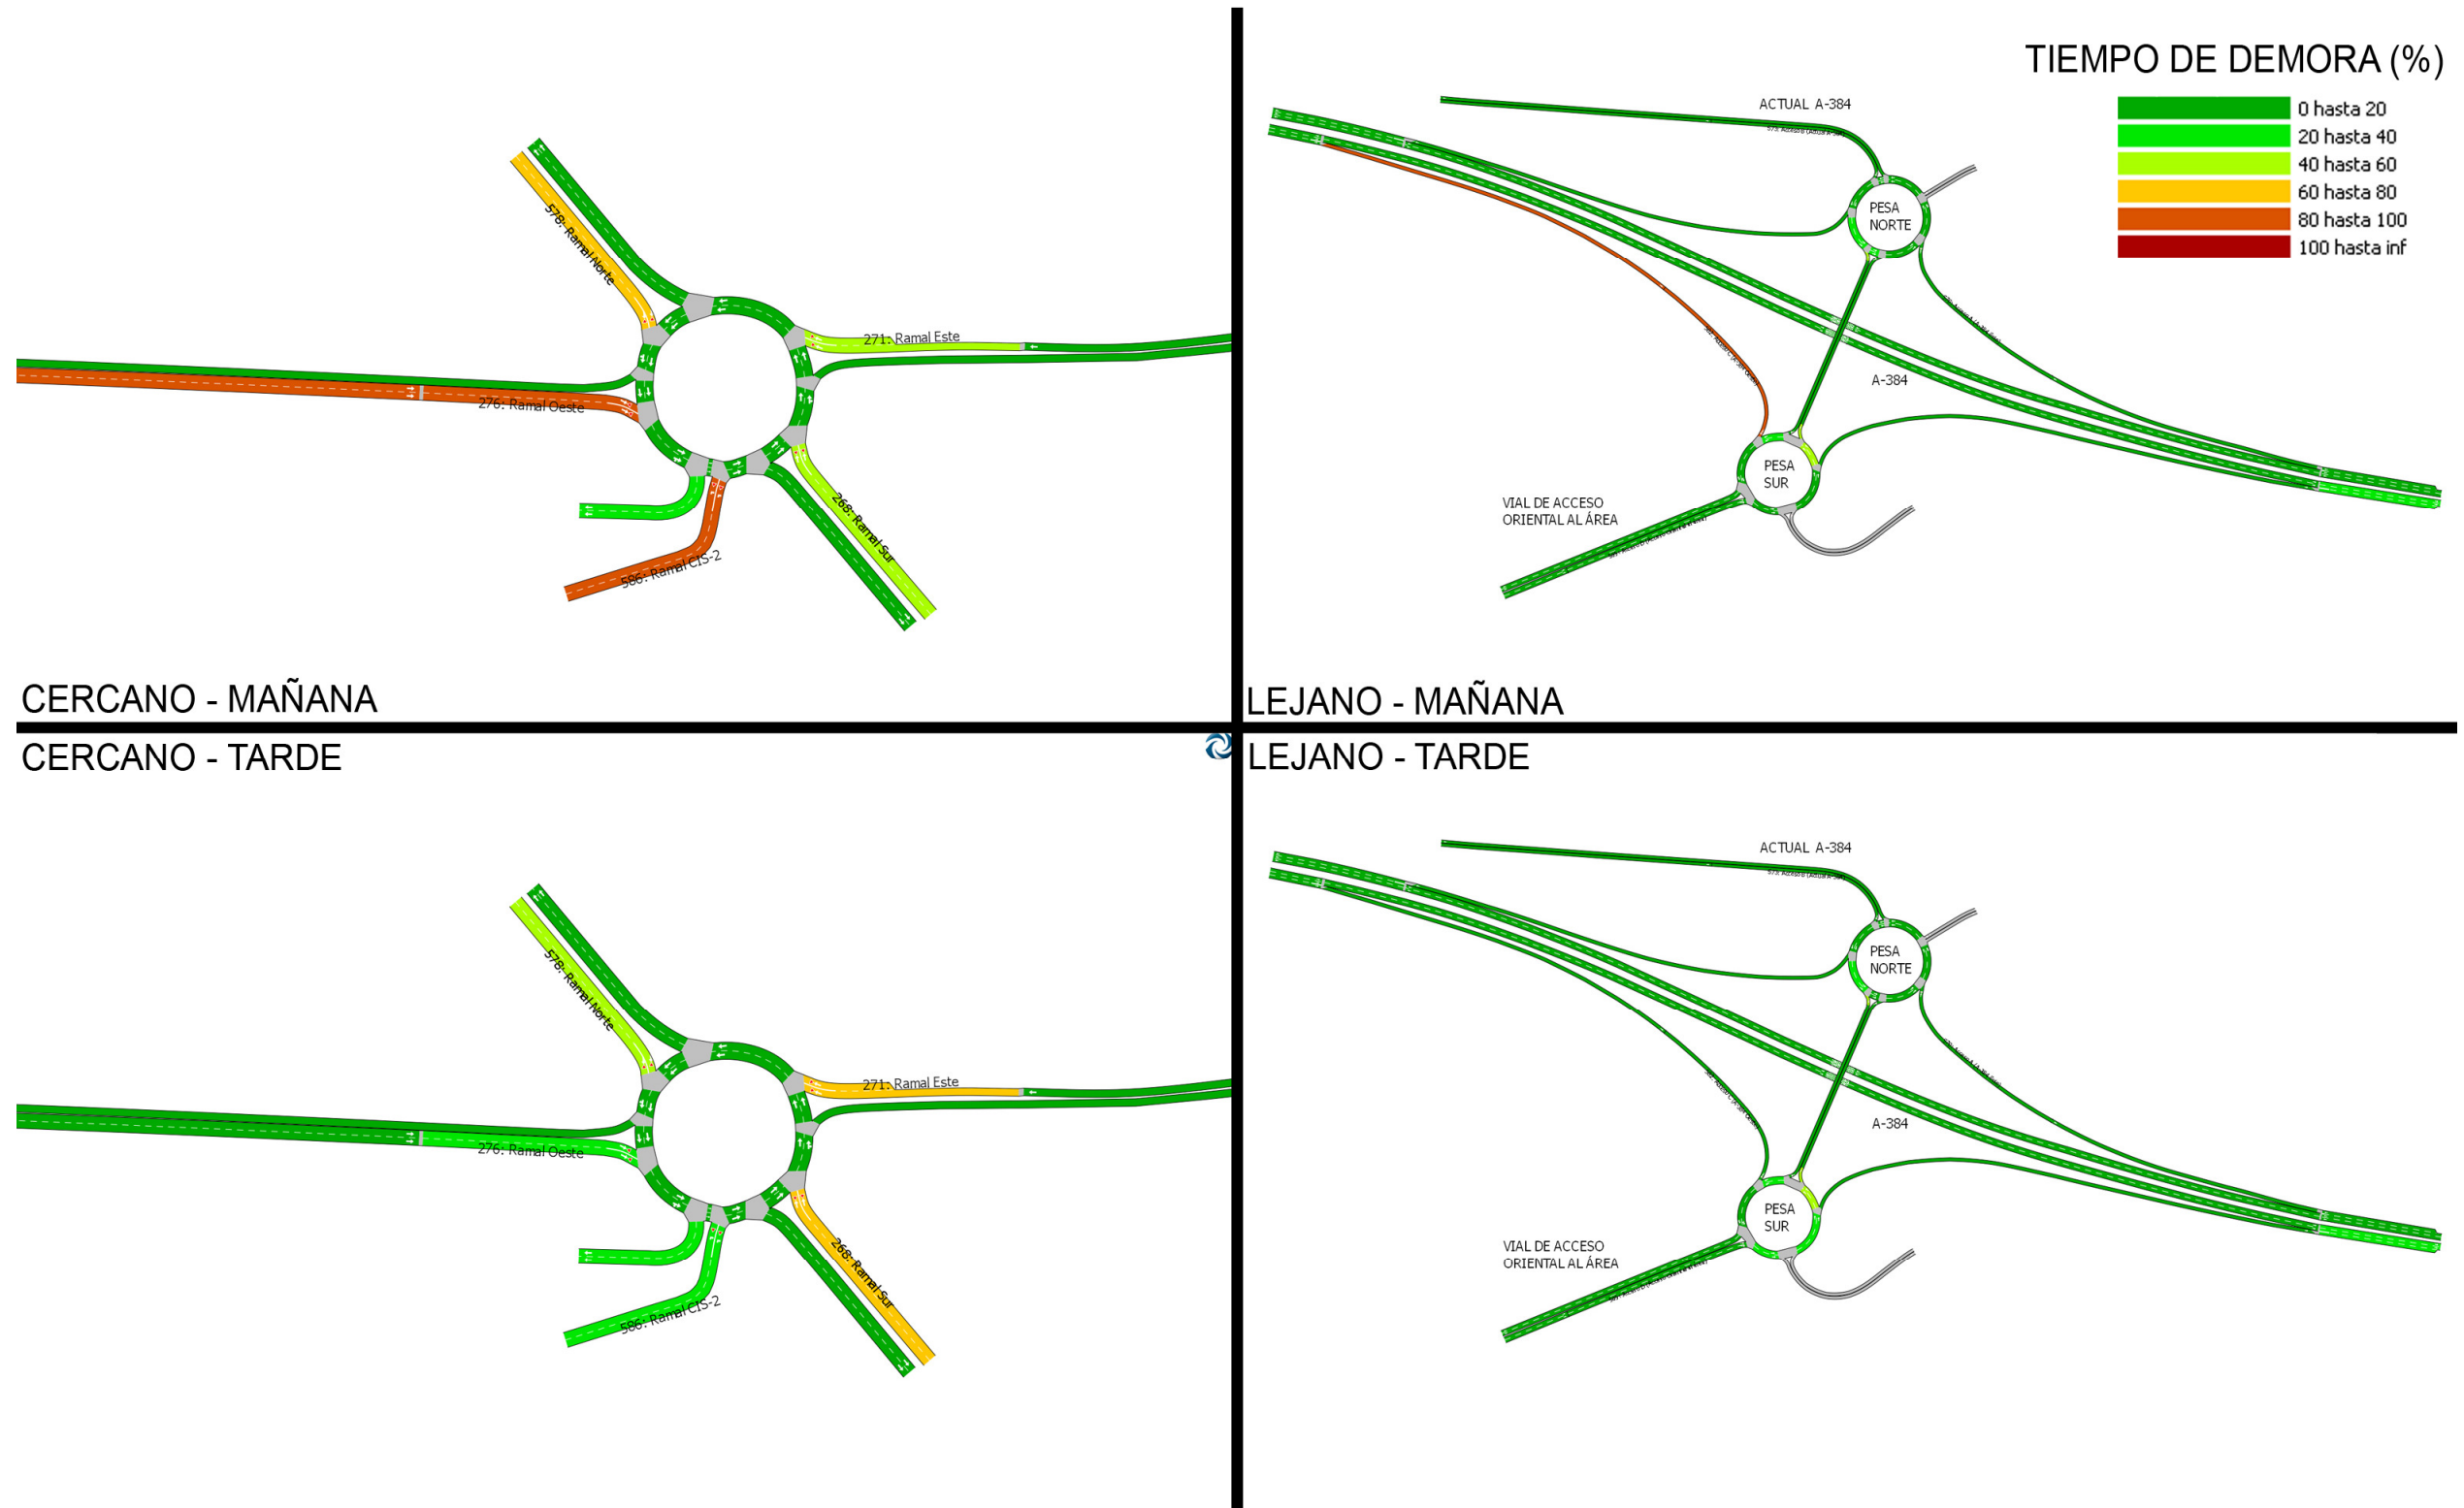 TIEMPO DE DEMORA (%)
0 hasta 20
20 hasta 40
40 hasta 60
60 hasta 80
80 hasta 100
100 hasta inf
578: Ramal Norte
271: Ramal Este
276: Ramal Oeste
268: Ramal Sur
586: Ramal CIS-2
CERCANO - MAÑANA
ACTUAL A-384
PESA
NORTE
A-384
PESA
SUR
VIAL DE ACCESO
ORIENTAL AL ÁREA
LEJANO - MAÑANA
CERCANO - TARDE
578: Ramal Norte
271: Ramal Este
276: Ramal Oeste
268: Ramal Sur
586: Ramal CIS-2
LEJANO - TARDE
ACTUAL A-384
PESA
NORTE
A-384
PESA
SUR
VIAL DE ACCESO
ORIENTAL AL ÁREA